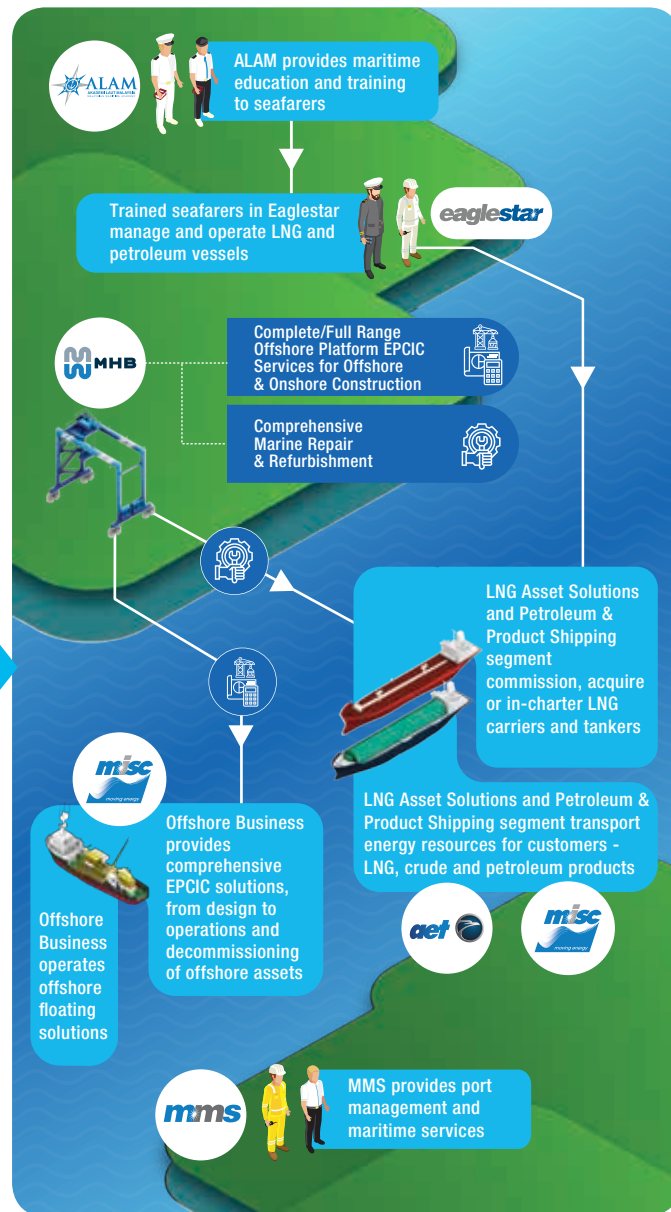 ALAM
AKADEMI LAUT MALAYSIA
ALAM provides maritime
education and training
to seafarers
Trained seafarers in Eaglestar
manage and operate LNG and
petroleum vessels
eaglestar
MHB
Complete/Full Range
Offshore Platform EPCIC
Services for Offshore
& Onshore Construction
Comprehensive
Marine Repair
& Refurbishment
LNG Asset Solutions
and Petroleum &
Product Shipping
segment
commission, acquire
or in-charter LNG
carriers and tankers
LNG Asset Solutions and Petroleum &
Product Shipping segment transport
energy resources for customers -
LNG, crude and petroleum products
aet
misc
moving energy
misc
moving energy
Offshore
Business
operates
offshore
floating
solutions
Offshore Business
provides
comprehensive
EPCIC solutions,
from design to
operations and
decommissioning
of offshore assets
mms
MMS provides port
management and
maritime services